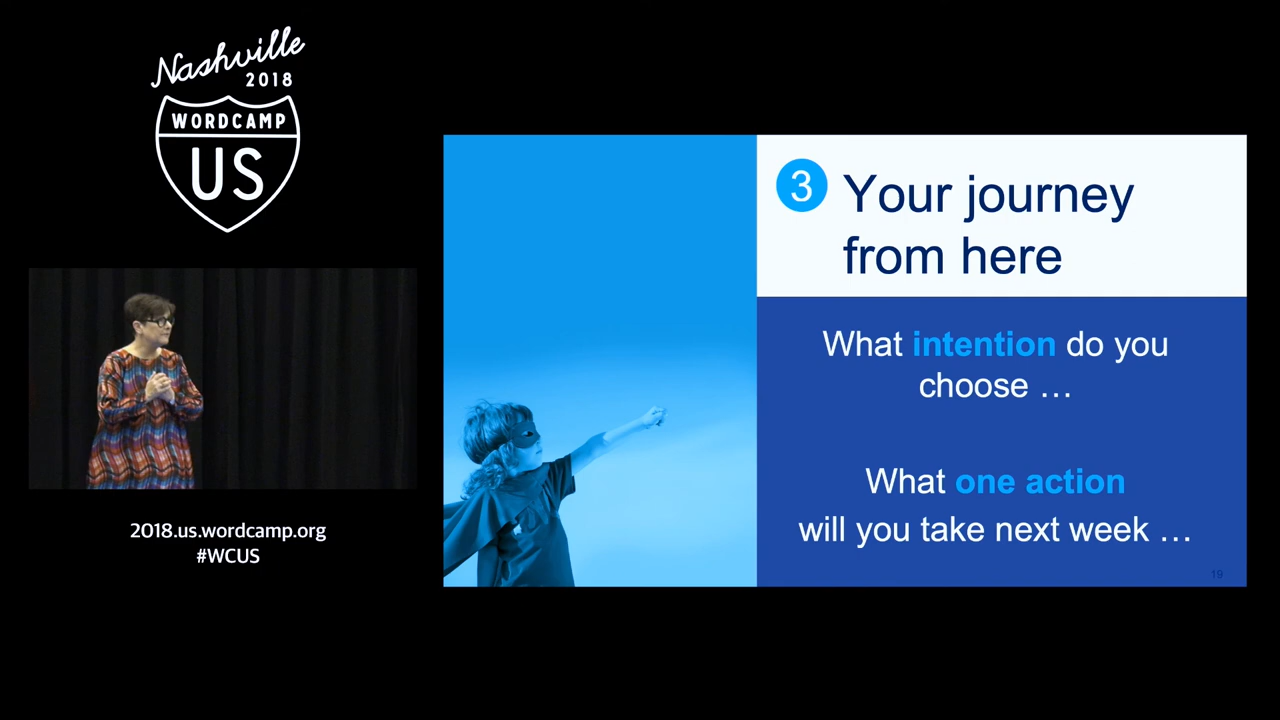 Nashville
2018
WORDCAMP
US
2018.us.wordcamp.org
#WCUS
3
Your journey
from here
What intention do you
choose …
What one action
will you take next week …
19